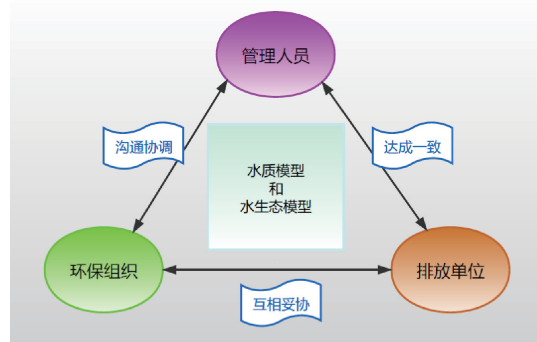 管理人员
沟通协调
达成一致
水质模型
和
水生态模型
环保组织
排放单位
互相妥协